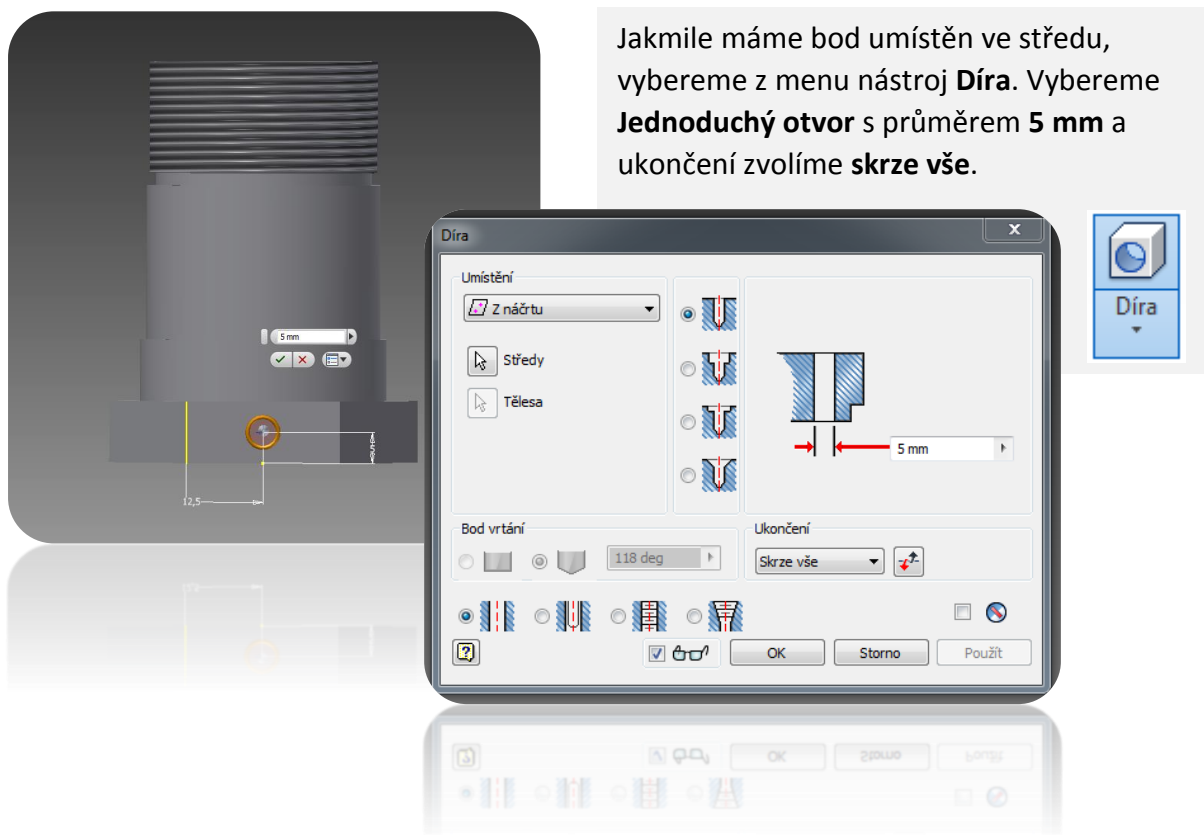 Jakmile máme bod umístěn ve středu,
vybereme z menu nástroj Díra. Vybereme
Jednoduchý otvor s průměrem 5 mm a
ukončení zvolíme skrze vše.
Díra
5 mm
12,5
Díra
x
Umístění
Z náčrtu
Středy
Tělesa
5 mm
Bod vrtání
118 deg
Ukončení
Skrze vše
OK
Storno
Použít